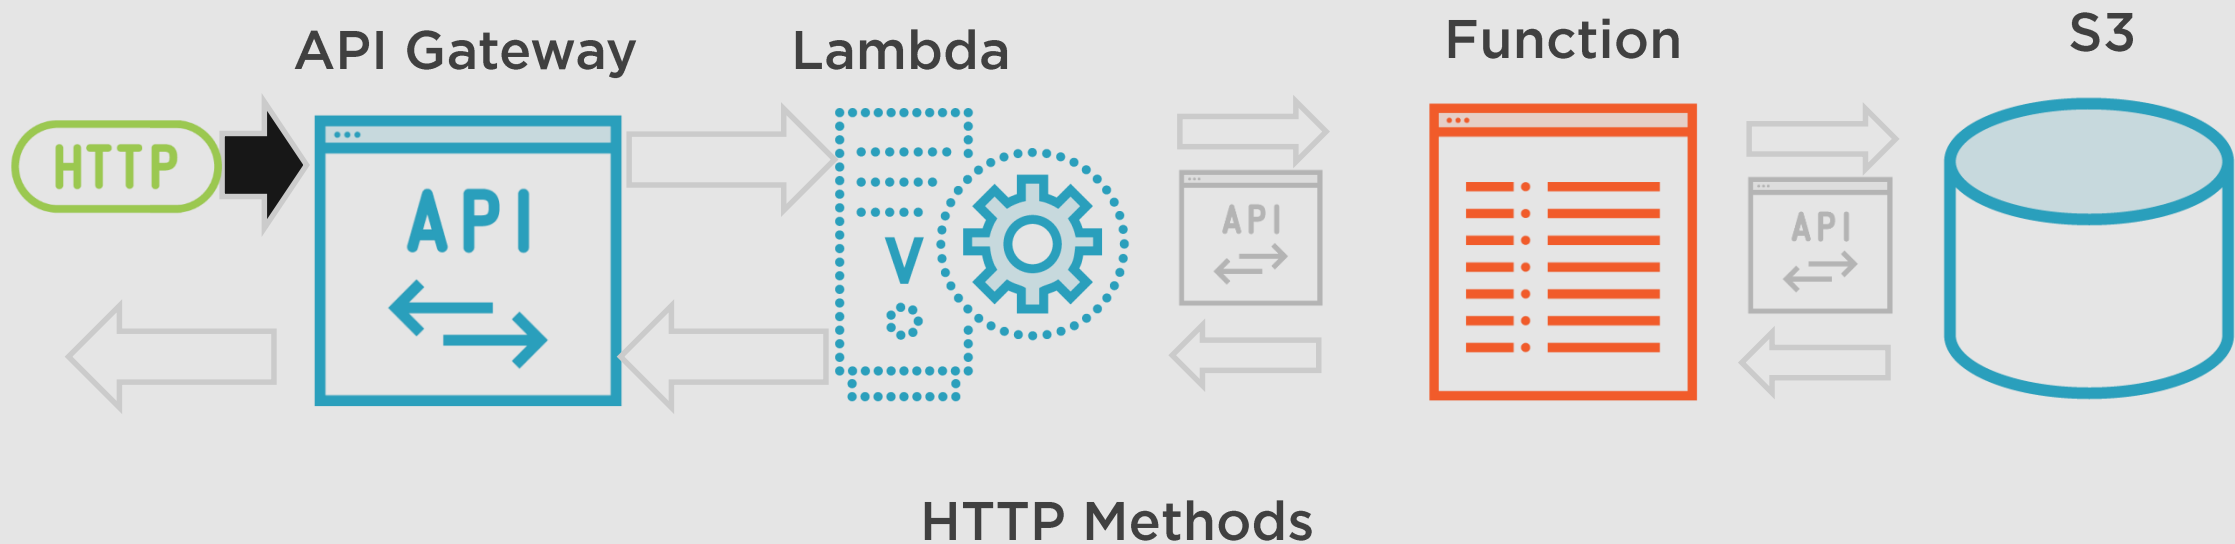 API Gateway
Lambda
Function
S3
HTTP
API
V
API
API
HTTP Methods